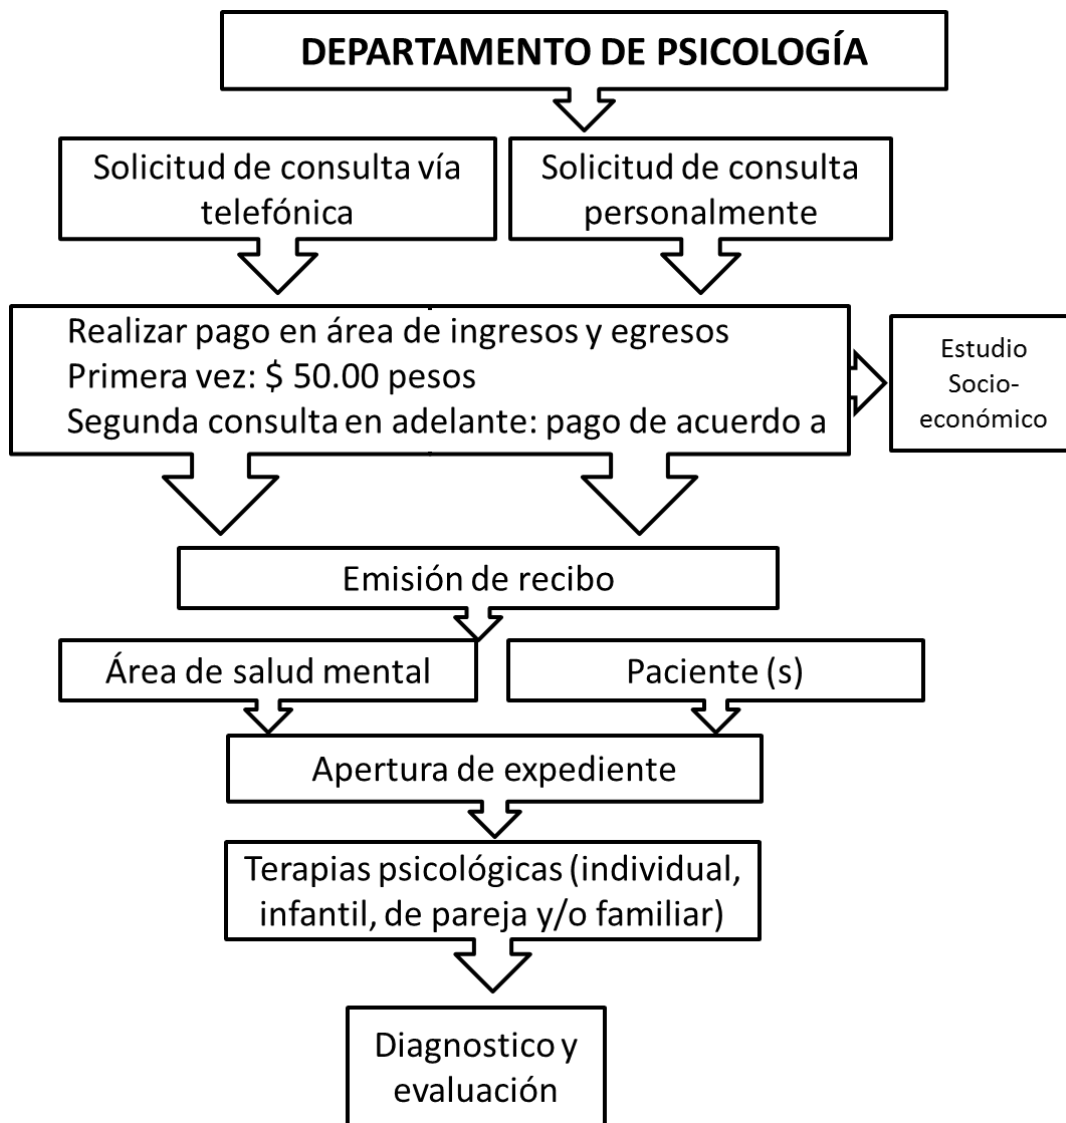 DEPARTAMENTO DE PSICOLOGÍA
Solicitud de consulta vía
telefónica
Solicitud de consulta
personalmente
Realizar pago en área de ingresos y egresos
Primera vez: $ 50.00 pesos
Segunda consulta en adelante: pago de acuerdo a
Estudio
Socio-
económico
Emisión de recibo
Área de salud mental
Paciente (s)
Apertura de expediente
Terapias psicológicas (individual,
infantil, de pareja y/o familiar)
Diagnostico y
evaluación